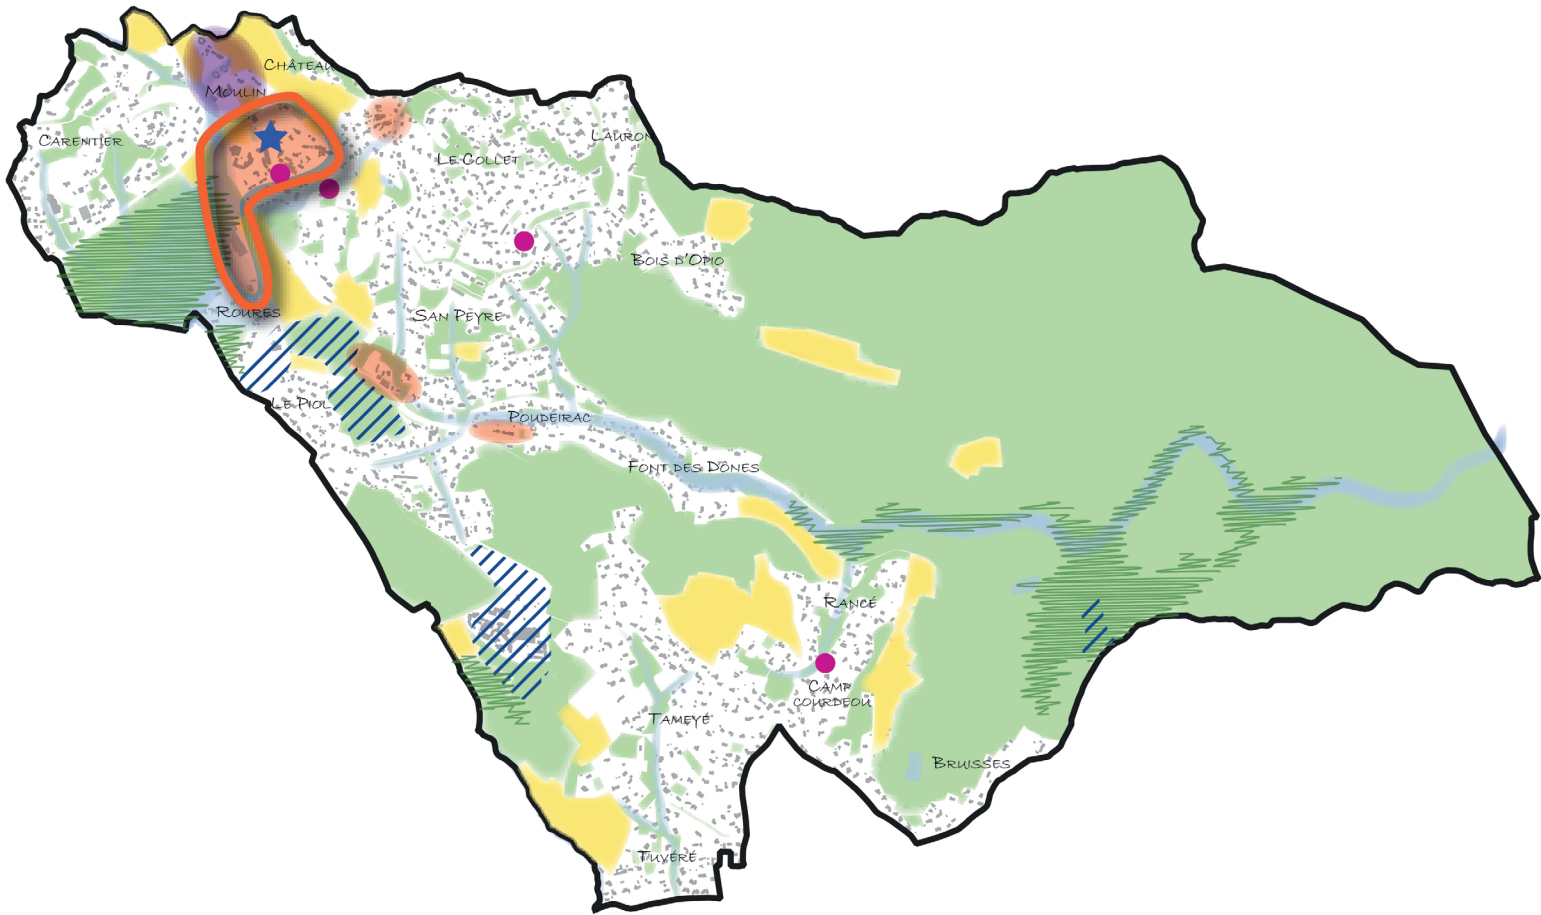 CHÂTEAU
MOULIN
CARENTIER
LAURON
LE COLLET
BOIS D'OPIO
ROURES
SAN PEYRE
LE PIOL
POUDEIRAC
FONT DES DÔNES
RANCÉ
CAMP
COURDEOU
TAMEYÉ
BRUISSES
TUVÉRÉ